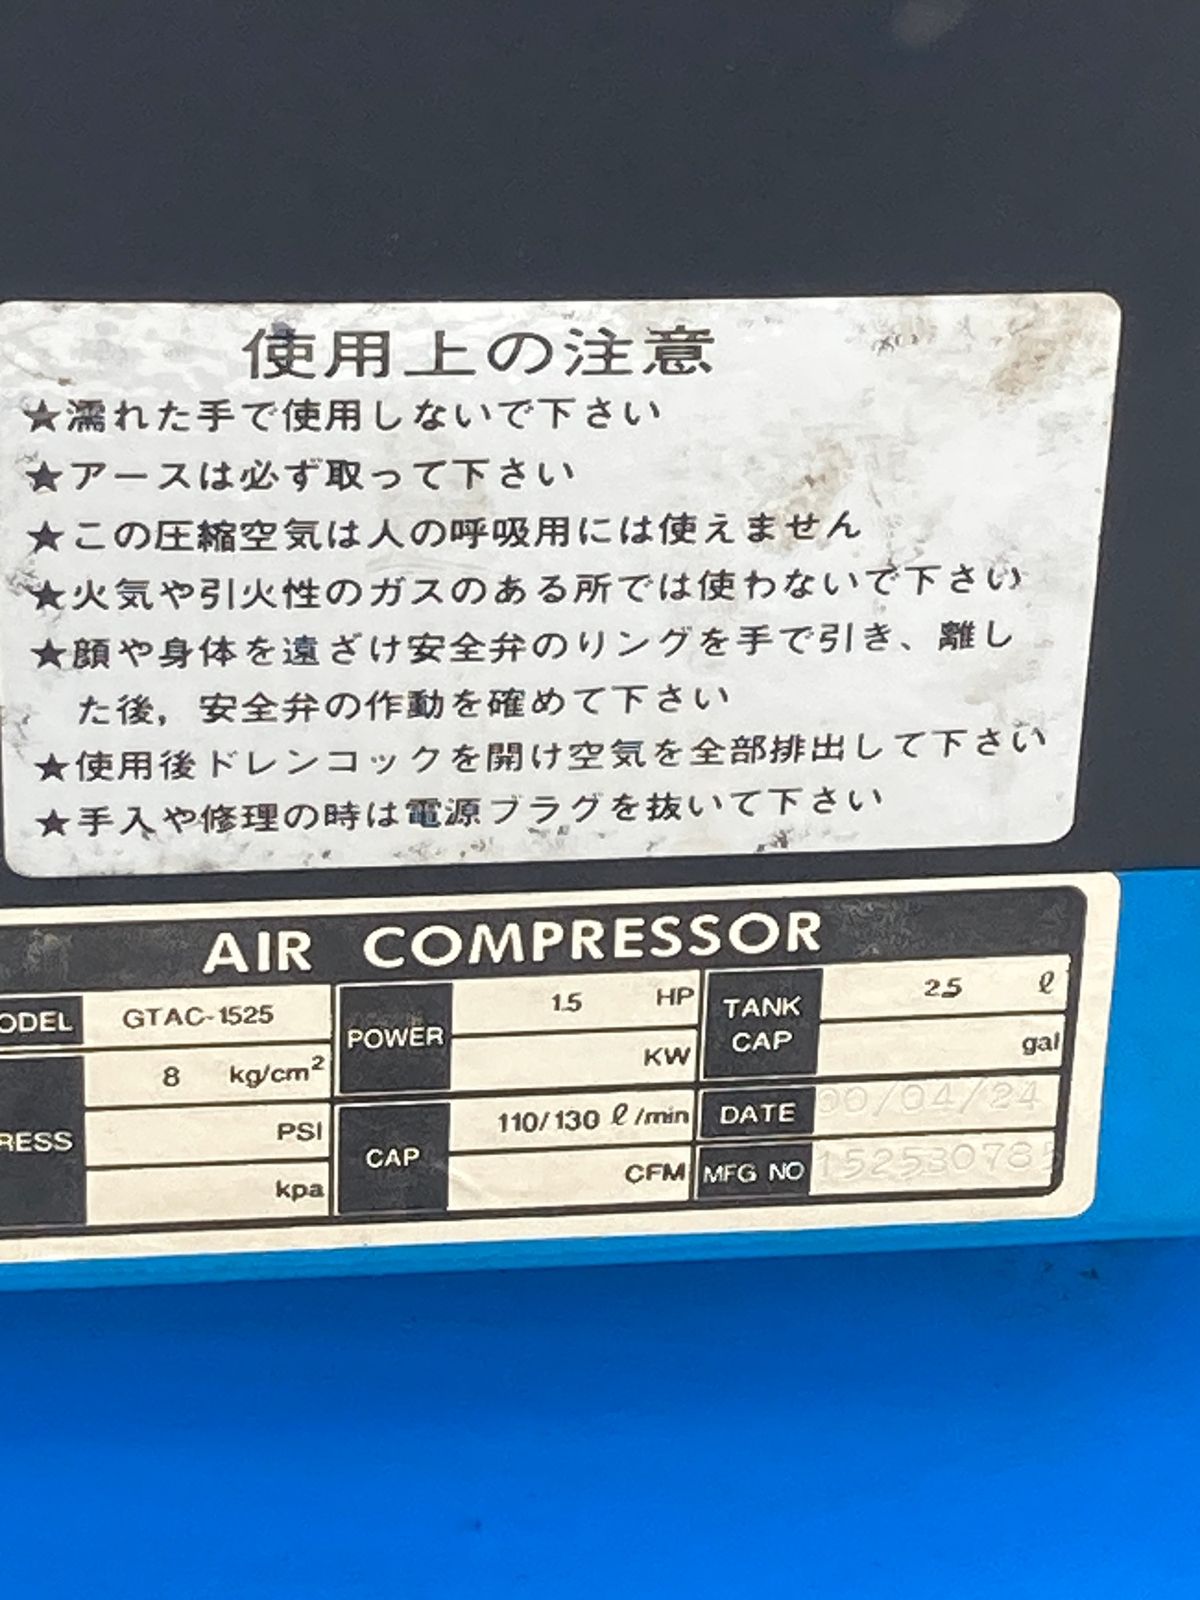 使用上の注意
★濡れた手で使用しないで下さい
★アースは必ず取って下さい
★この圧縮空気は人の呼吸用には使えません
★火気や引火性のガスのある所では使わないで下さい
★顔や身体を遠ざけ安全弁のリングを手で引き、離し
た後，安全弁の作動を確めて下さい
★使用後ドレンコックを開け空気を全部排出して下さい
★手入や修理の時は電源プラグを抜いて下さい
AIR COMPRESSOR
ODEL GTAC-1525
RESS 8 kg/cm²
PSI
kpa
POWER 1.5 HP
KW
CAP 110/130 ℓ/min
CFM
TANK CAP 25 ℓ
gal
DATE 00/04/24
MFG NO 152530785